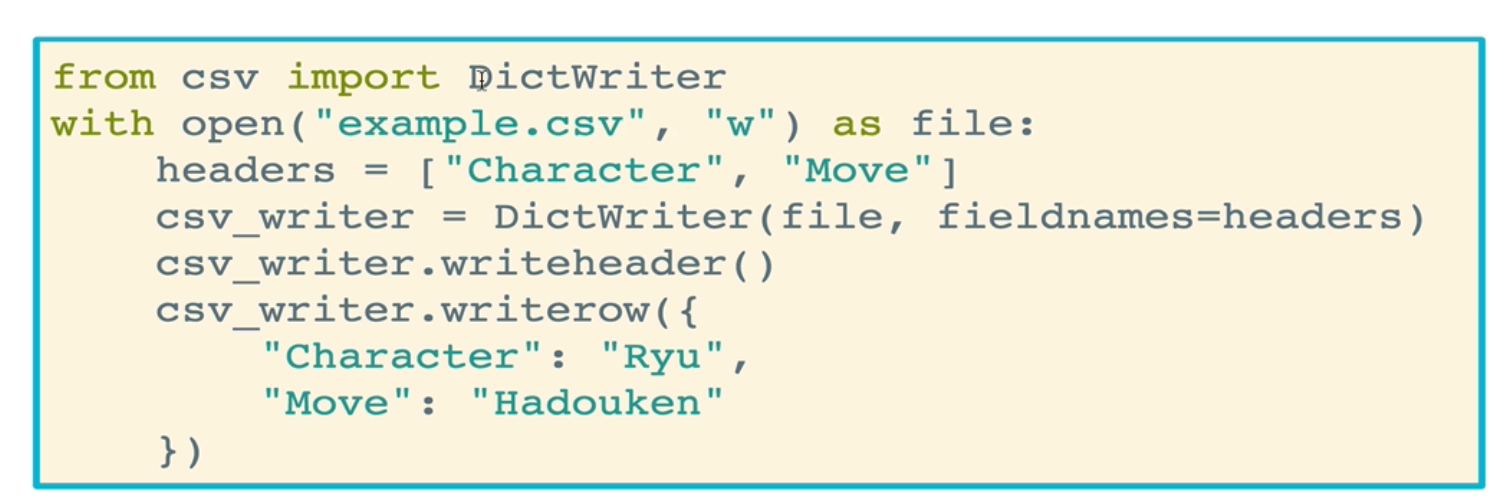 from csv import DictWriter
with open("example.csv", "w") as file:
    headers = ["Character", "Move"]
    csv_writer = DictWriter(file, fieldnames=headers)
    csv_writer.writeheader()
    csv_writer.writerow({
        "Character": "Ryu",
        "Move": "Hadouken"
    })